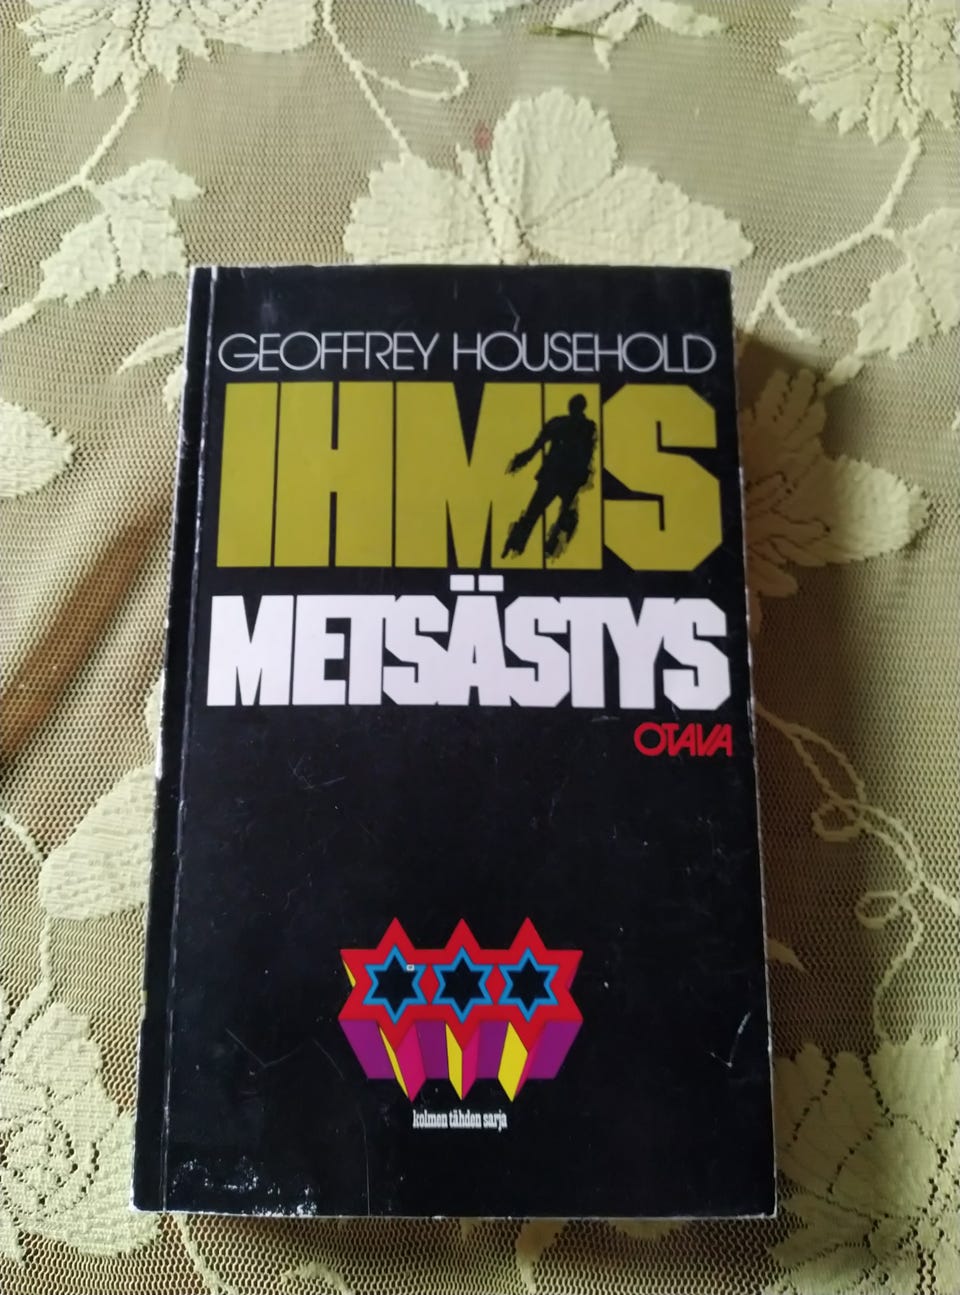 GEOFFREY HOUSEHOLD
IHMIS
METSÄSTYS
OTAVA
kolmen tähden sarja